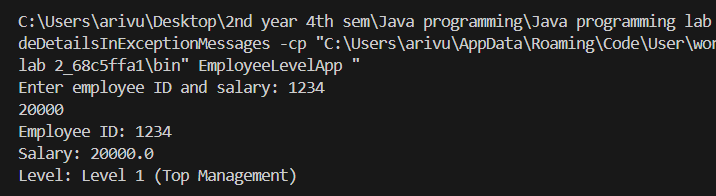 C:\Users\arivu\Desktop\2nd year 4th sem\Java programming\Java programming lab
deDetailsInExceptionMessages -cp "C:\Users\arivu\AppData\Roaming\Code\User\wor
lab 2_68c5ffa1\bin" EmployeeLevelApp "
Enter employee ID and salary: 1234
20000
Employee ID: 1234
Salary: 20000.0
Level: Level 1 (Top Management)